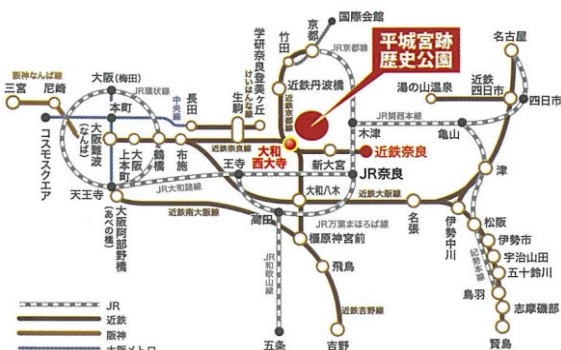 国際会館
京都
竹田
JR京都線
平城宮跡
歴史公園
名古屋
学研奈良登美ヶ丘
けいはんな線
近鉄丹波橋
近鉄京都線
湯の山温泉
近鉄
四日市
四日市
阪神なんば線
三宮
尼崎
大阪(梅田)
JR環状線
本町
中央線
長田
生駒
JR関西本線
木津
亀山
コスモスクエア
大阪難波
(なんば)
上本町
鶴橋
布施
近鉄奈良線
大和
西大寺
新大宮
近鉄奈良
王寺
JR奈良
津
天王寺
JR大和路線
大和八木
近鉄大阪線
大阪阿部野橋
(あべの橋)
近鉄南大阪線
高田
JR万葉まほろば線
名張
伊勢中川
松阪
橿原神宮前
JR和歌山線
飛鳥
紀勢本線
伊勢市
宇治山田
五十鈴川
鳥羽
志摩磯部
近鉄吉野線
五条
吉野
賢島
JR
近鉄
阪神
大阪メトロ